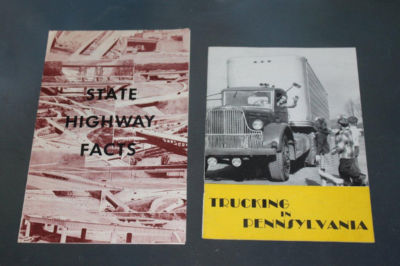 STATE
HIGHWAY
FACTS
TRUCKING
IN
PENNSYLVANIA